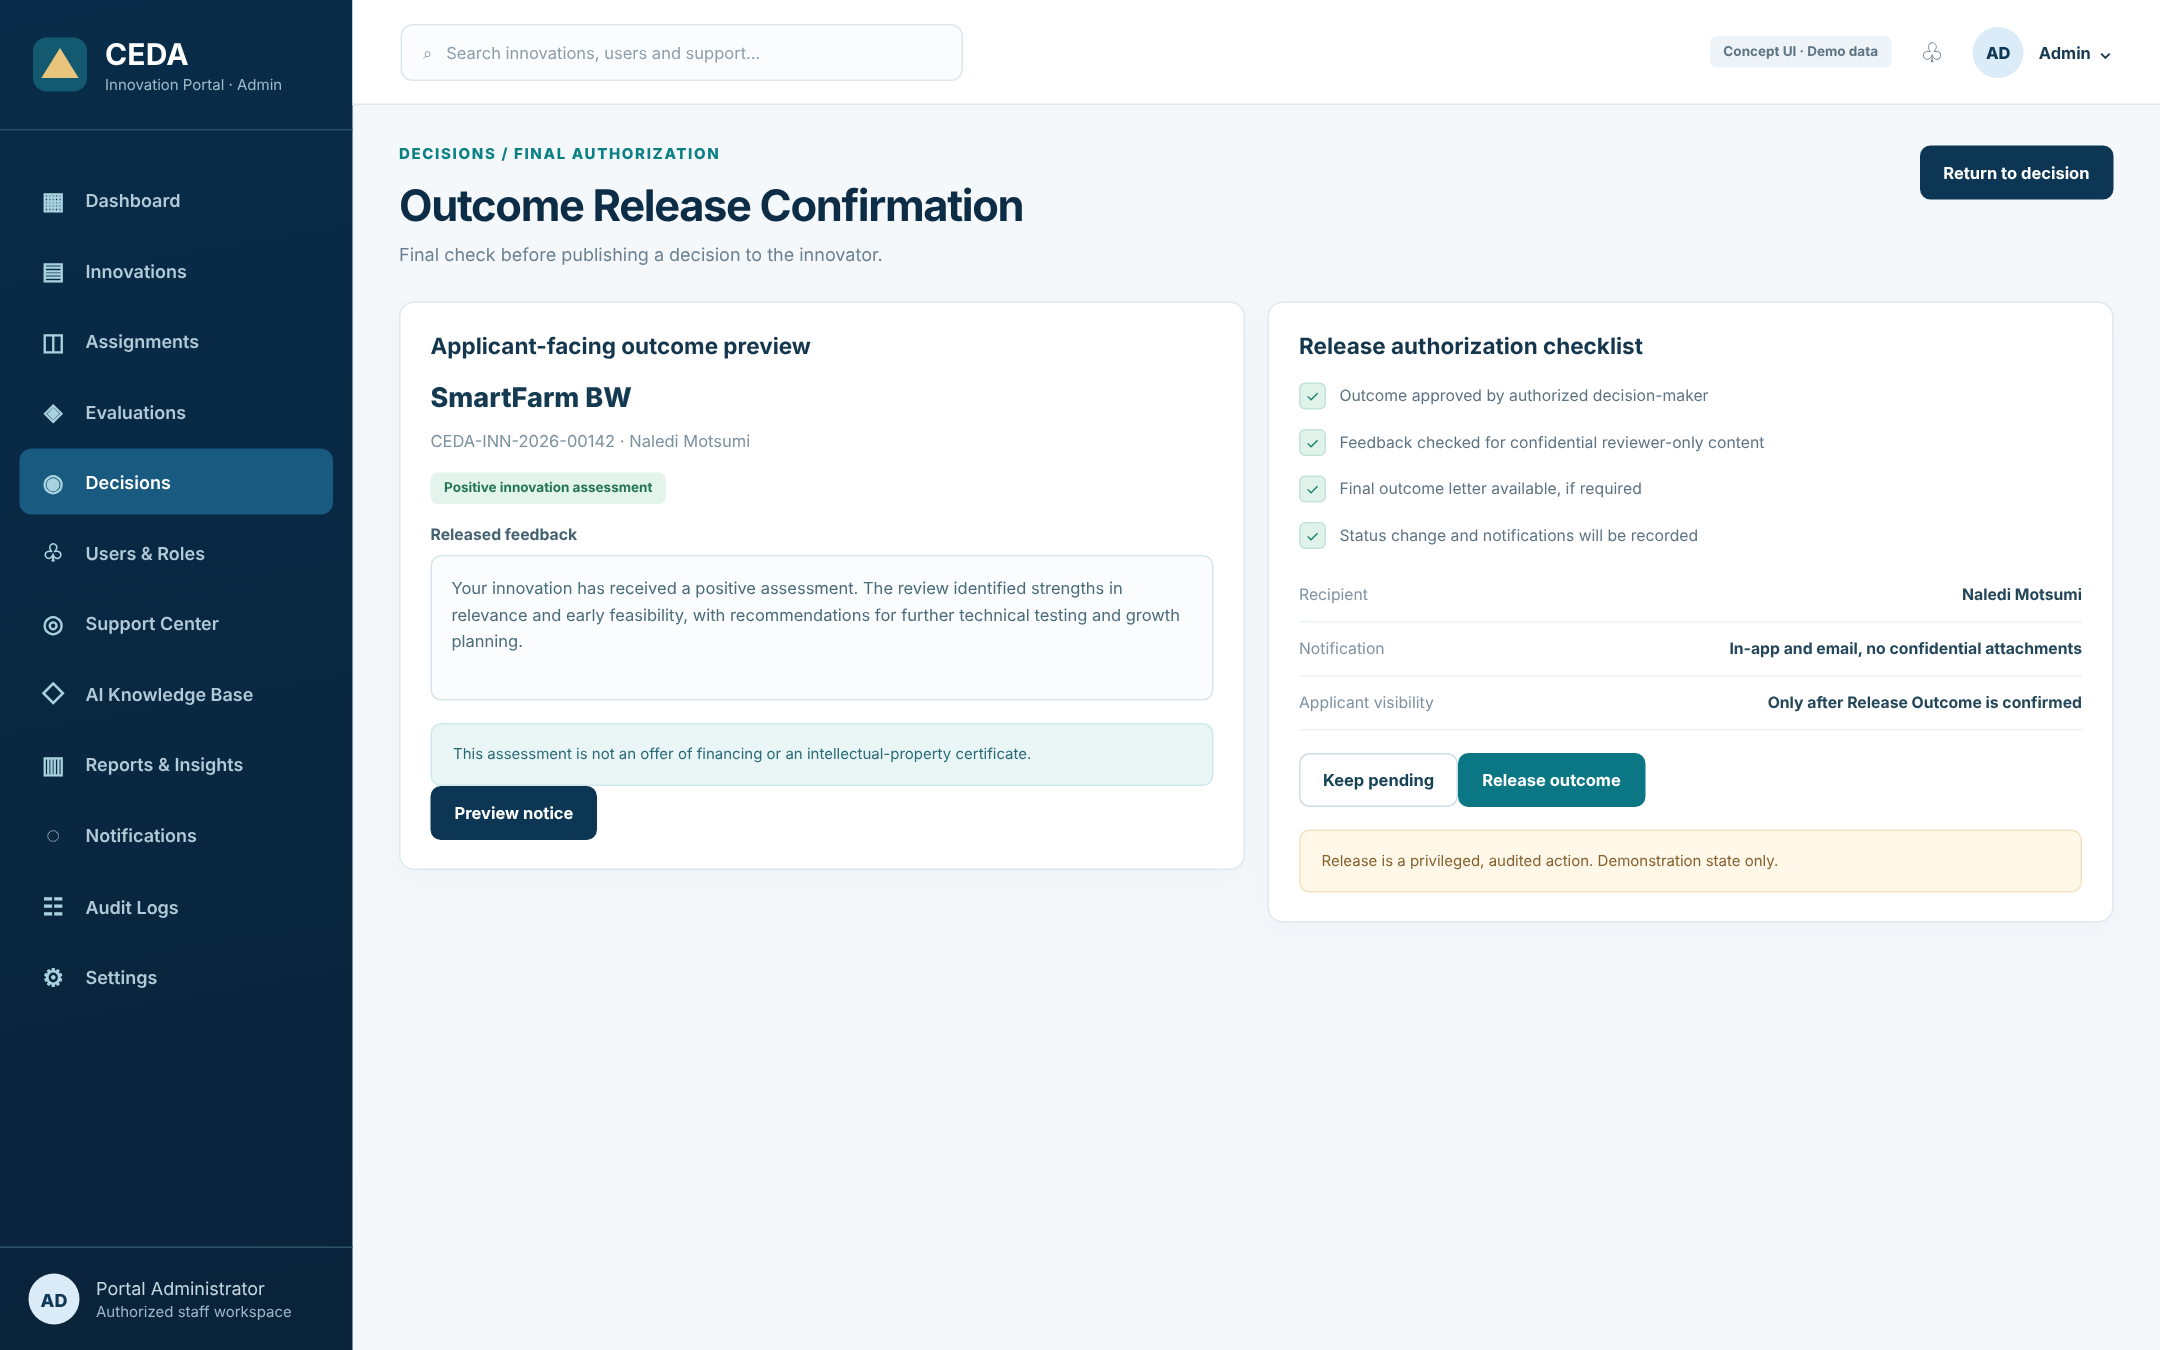 CEDA
Innovation Portal · Admin
Dashboard
Innovations
Assignments
Evaluations
Decisions
Users & Roles
Support Center
AI Knowledge Base
Reports & Insights
Notifications
Audit Logs
Settings
AD
Portal Administrator
Authorized staff workspace
Search innovations, users and support...
Concept UI · Demo data
AD
Admin
DECISIONS / FINAL AUTHORIZATION
Outcome Release Confirmation
Final check before publishing a decision to the innovator.
Return to decision
Applicant-facing outcome preview
SmartFarm BW
CEDA-INN-2026-00142 · Naledi Motsumi
Positive innovation assessment
Released feedback
Your innovation has received a positive assessment. The review identified strengths in
relevance and early feasibility, with recommendations for further technical testing and growth
planning.
This assessment is not an offer of financing or an intellectual-property certificate.
Preview notice
Release authorization checklist
Outcome approved by authorized decision-maker
Feedback checked for confidential reviewer-only content
Final outcome letter available, if required
Status change and notifications will be recorded
Recipient Naledi Motsumi
Notification In-app and email, no confidential attachments
Applicant visibility Only after Release Outcome is confirmed
Keep pending Release outcome
Release is a privileged, audited action. Demonstration state only.